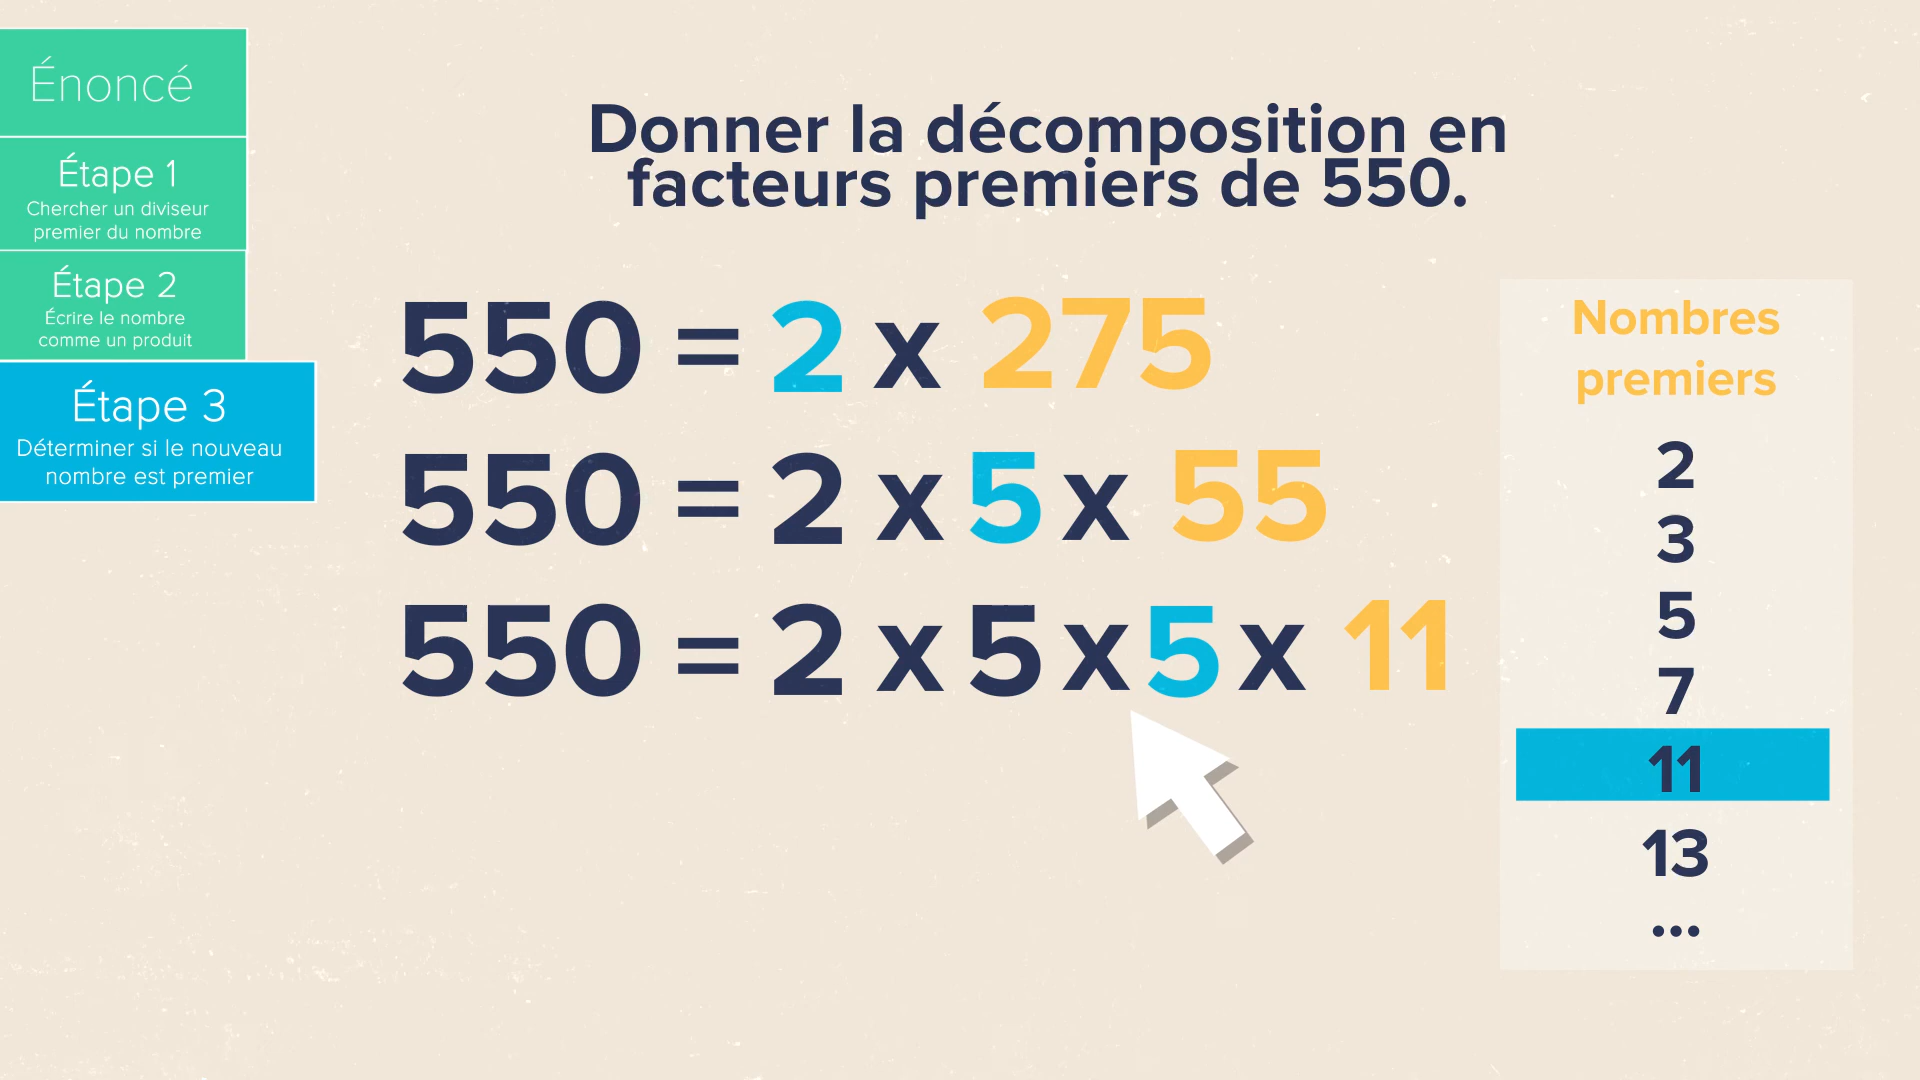 Énoncé
Étape 1
Chercher un diviseur
premier du nombre
Étape 2
Écrire le nombre
comme un produit
Étape 3
Déterminer si le nouveau
nombre est premier
Donner la décomposition en
facteurs premiers de 550.
550 = 2 x 275
550 = 2 x 5 x 55
550 = 2 x 5 x 5 x 11
Nombres
premiers
2
3
5
7
11
13
...